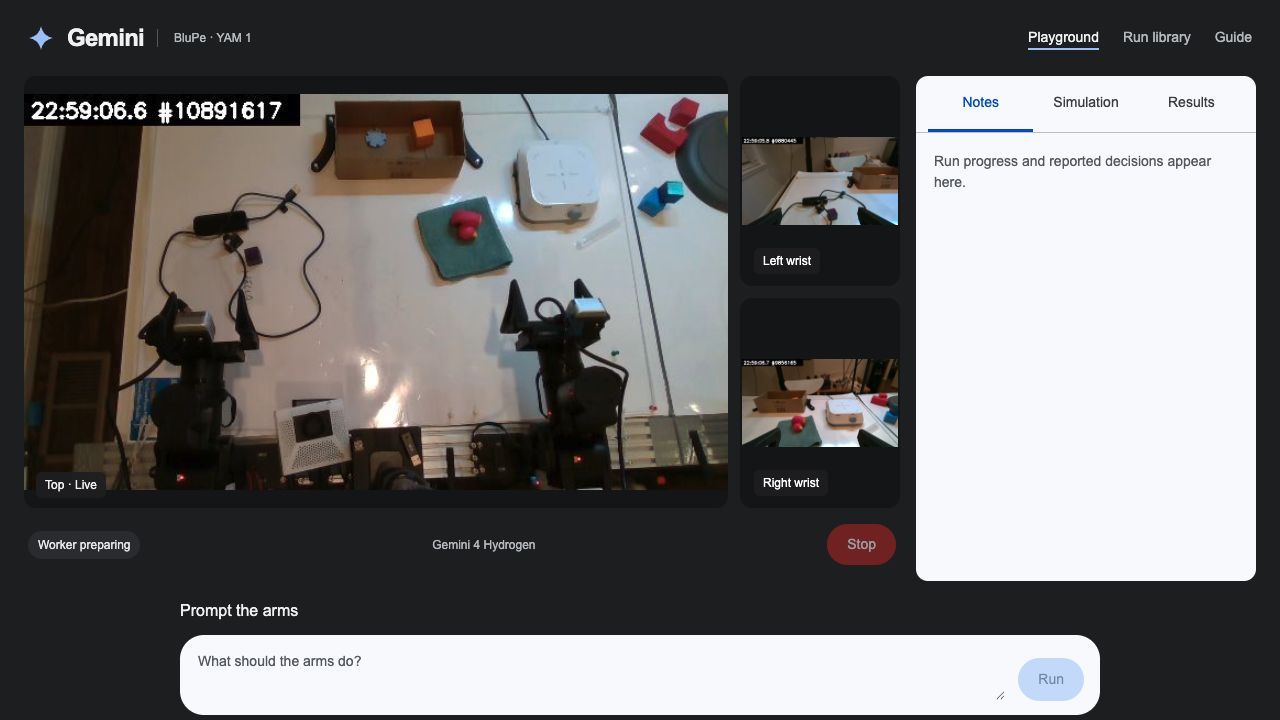 Gemini
BluPe · YAM 1
Playground
Run library
Guide
22:59:06.6 #10891617
Top · Live
Left wrist
Right wrist
Notes
Simulation
Results
Run progress and reported decisions appear
here.
Worker preparing
Gemini 4 Hydrogen
Stop
Prompt the arms
What should the arms do?
Run